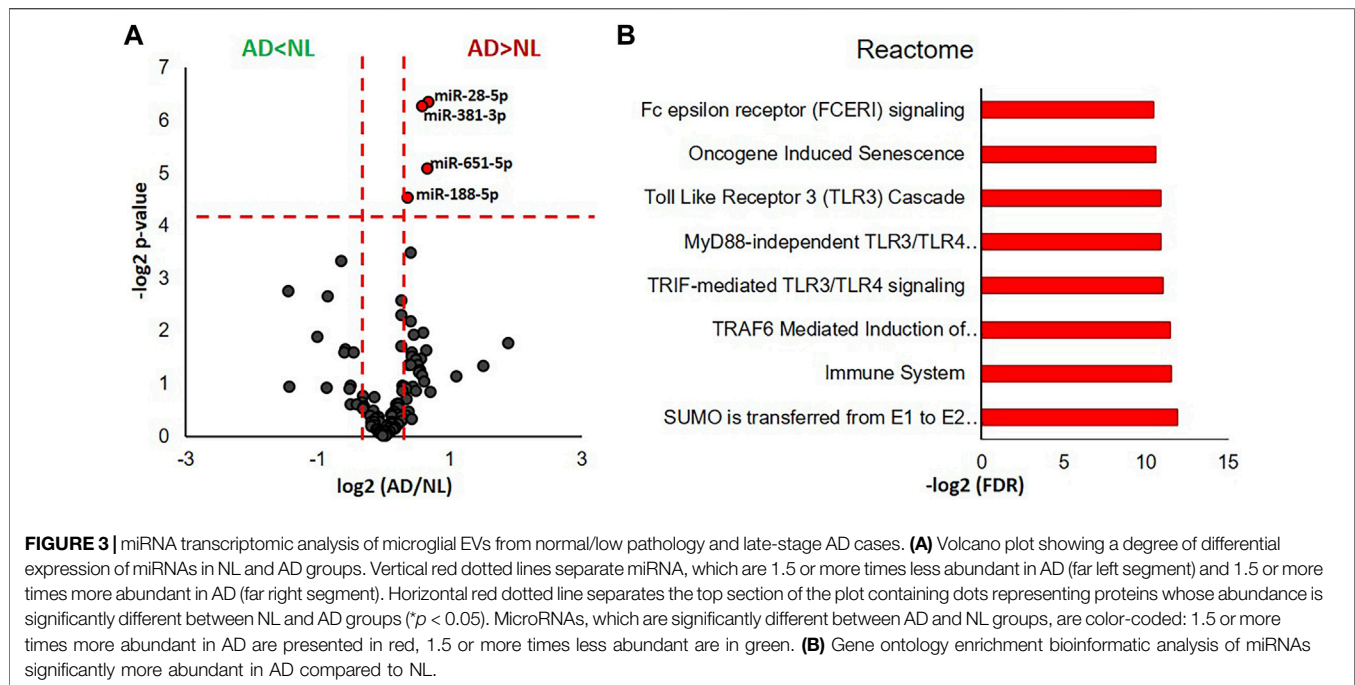 A
AD<NL
AD>NL
7
6
5
4
3
2
1
0
-log2 p-value
miR-28-5p
miR-381-3p
miR-651-5p
miR-188-5p
-3
-1
1
3
log2 (AD/NL)
B
Reactome
Fc epsilon receptor (FCERI) signaling
Oncogene Induced Senescence
Toll Like Receptor 3 (TLR3) Cascade
MyD88-independent TLR3/TLR4..
TRIF-mediated TLR3/TLR4 signaling
TRAF6 Mediated Induction of..
Immune System
SUMO is transferred from E1 to E2..
0
5
10
15
-log2 (FDR)
FIGURE 3 | miRNA transcriptomic analysis of microglial EVs from normal/low pathology and late-stage AD cases. (A) Volcano plot showing a degree of differential
expression of miRNAs in NL and AD groups. Vertical red dotted lines separate miRNA, which are 1.5 or more times less abundant in AD (far left segment) and 1.5 or more
times more abundant in AD (far right segment). Horizontal red dotted line separates the top section of the plot containing dots representing proteins whose abundance is
significantly different between NL and AD groups (*p < 0.05). MicroRNAs, which are significantly different between AD and NL groups, are color-coded: 1.5 or more
times more abundant in AD are presented in red, 1.5 or more times less abundant are in green. (B) Gene ontology enrichment bioinformatic analysis of miRNAs
significantly more abundant in AD compared to NL.